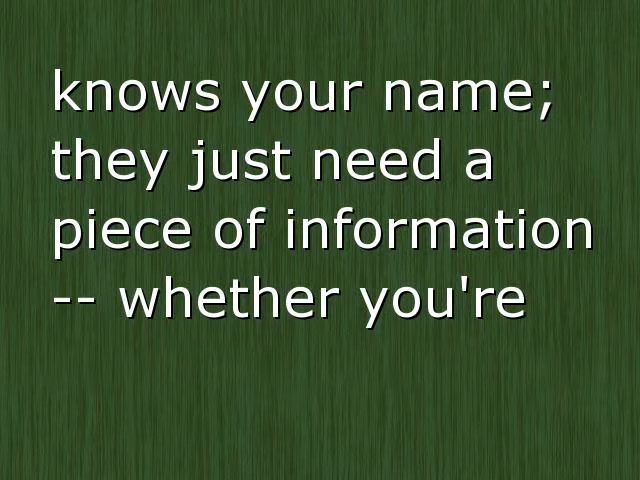 knows your name;
they just need a
piece of information
-- whether you're